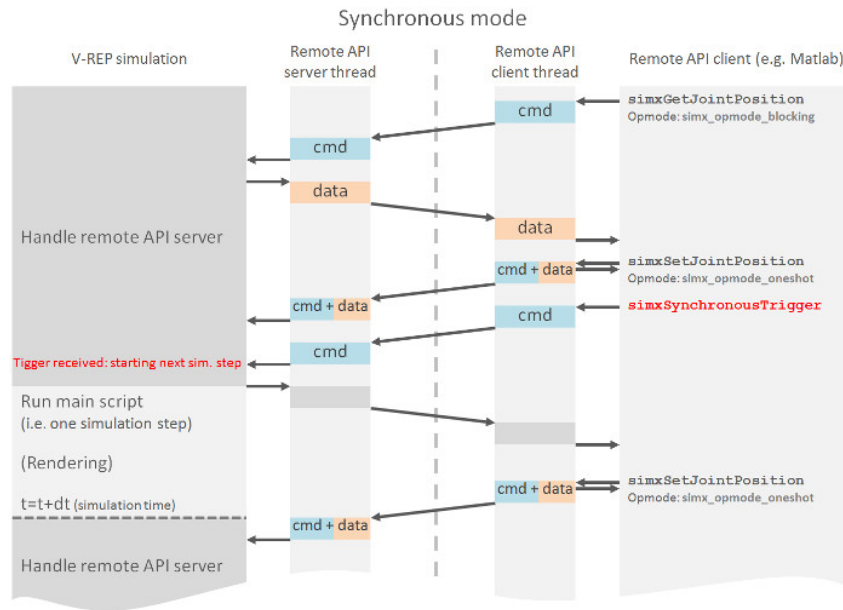 Synchronous mode
V-REP simulation
Remote API
server thread
Remote API
client thread
Remote API client (e.g. Matlab)
simxGetJointPosition
Opmode: simx_opmode_blocking
cmd
cmd
data
Handle remote API server
data
simxSetJointPosition
Opmode: simx_opmode_oneshot
cmd + data
cmd + data
simxSynchronousTrigger
cmd
cmd
Tigger received: starting next sim. step
Run main script
(i.e. one simulation step)
(Rendering)
simxSetJointPosition
Opmode: simx_opmode_oneshot
cmd + data
t=t+dt (simulation time)
cmd + data
Handle remote API server